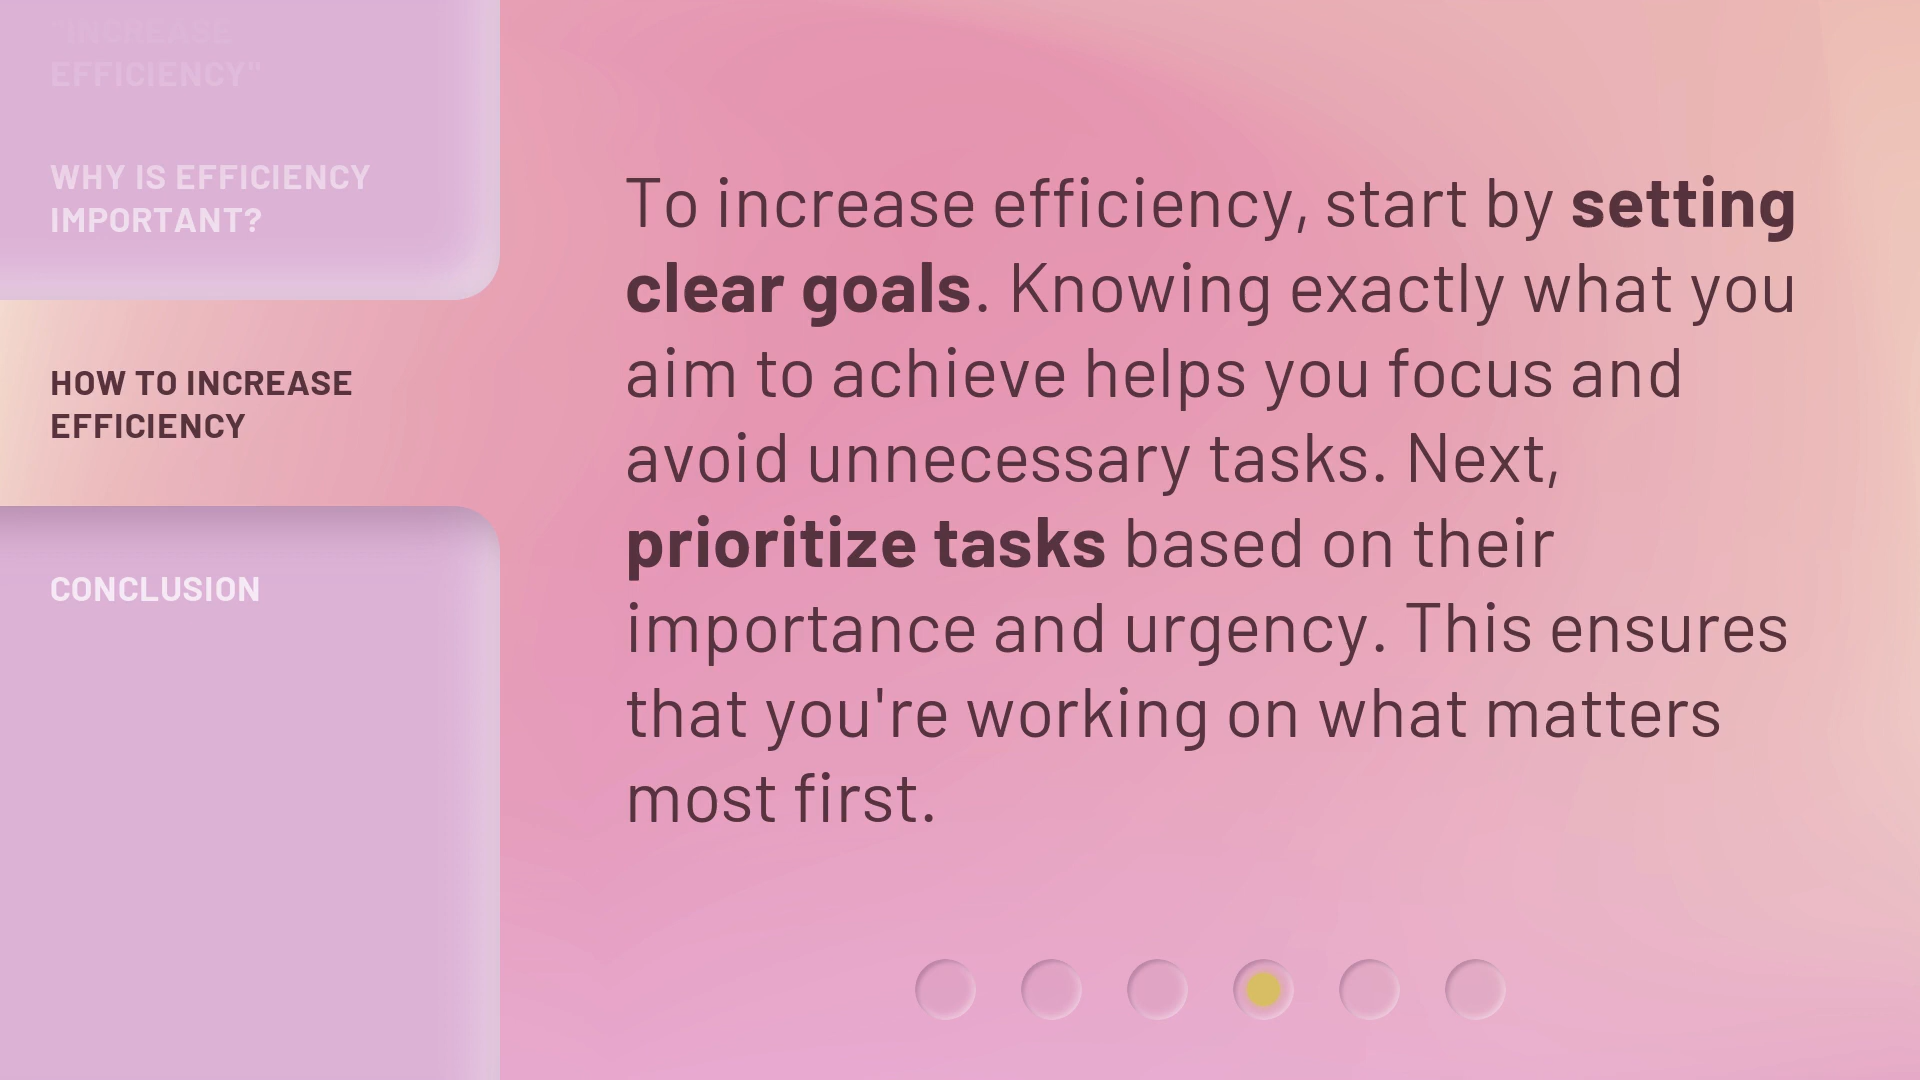 "INCREASE
EFFICIENCY"
WHY IS EFFICIENCY
IMPORTANT?
HOW TO INCREASE
EFFICIENCY
CONCLUSION
To increase efficiency, start by setting
clear goals. Knowing exactly what you
aim to achieve helps you focus and
avoid unnecessary tasks. Next,
prioritize tasks based on their
importance and urgency. This ensures
that you're working on what matters
most first.